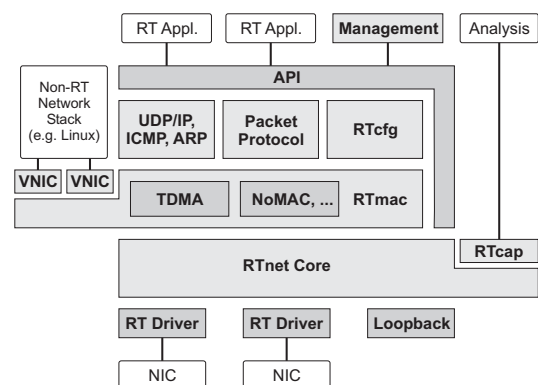 RT Appl.
RT Appl.
Management
Analysis
API
Non-RT
Network
Stack
(e.g. Linux)
UDP/IP,
ICMP, ARP
Packet
Protocol
RTcfg
VNIC
VNIC
TDMA
NoMAC, ...
RTmac
RTcap
RTnet Core
RT Driver
RT Driver
Loopback
NIC
NIC